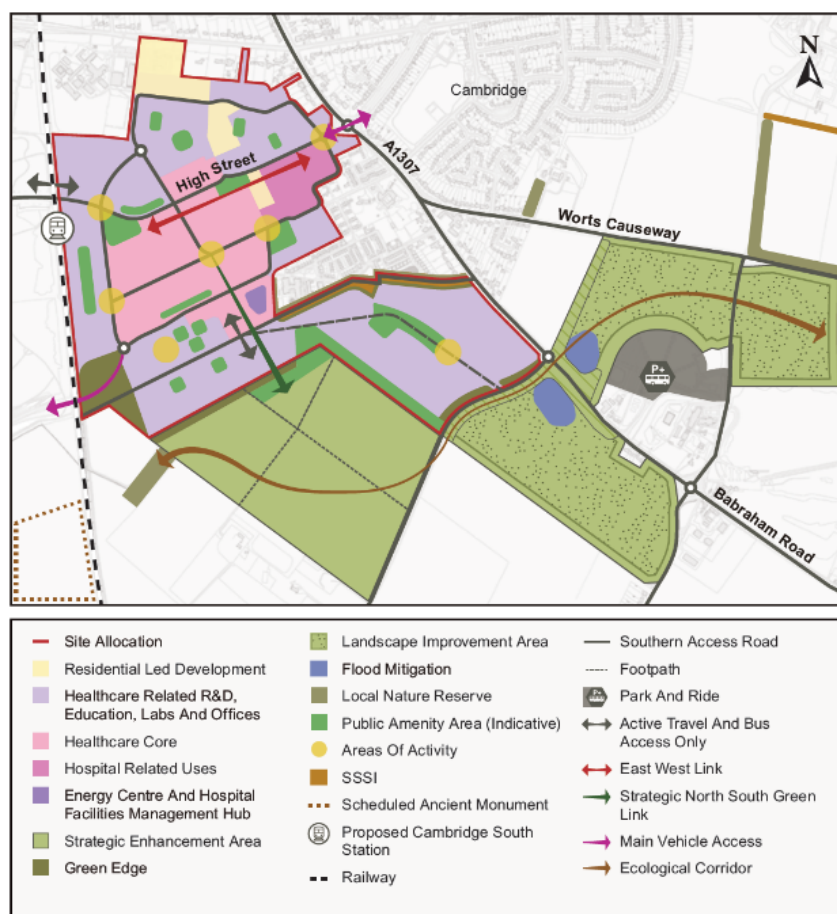 N
Cambridge
A1307
High Street
Worts Causeway
P+
Babraham Road
Site Allocation
Residential Led Development
Healthcare Related R&D,
Education, Labs And Offices
Healthcare Core
Hospital Related Uses
Energy Centre And Hospital
Facilities Management Hub
Strategic Enhancement Area
Green Edge
Landscape Improvement Area
Flood Mitigation
Local Nature Reserve
Public Amenity Area (Indicative)
Areas Of Activity
SSSI
Scheduled Ancient Monument
Proposed Cambridge South
Station
Railway
Southern Access Road
Footpath
P+
Park And Ride
Active Travel And Bus
Access Only
East West Link
Strategic North South Green
Link
Main Vehicle Access
Ecological Corridor